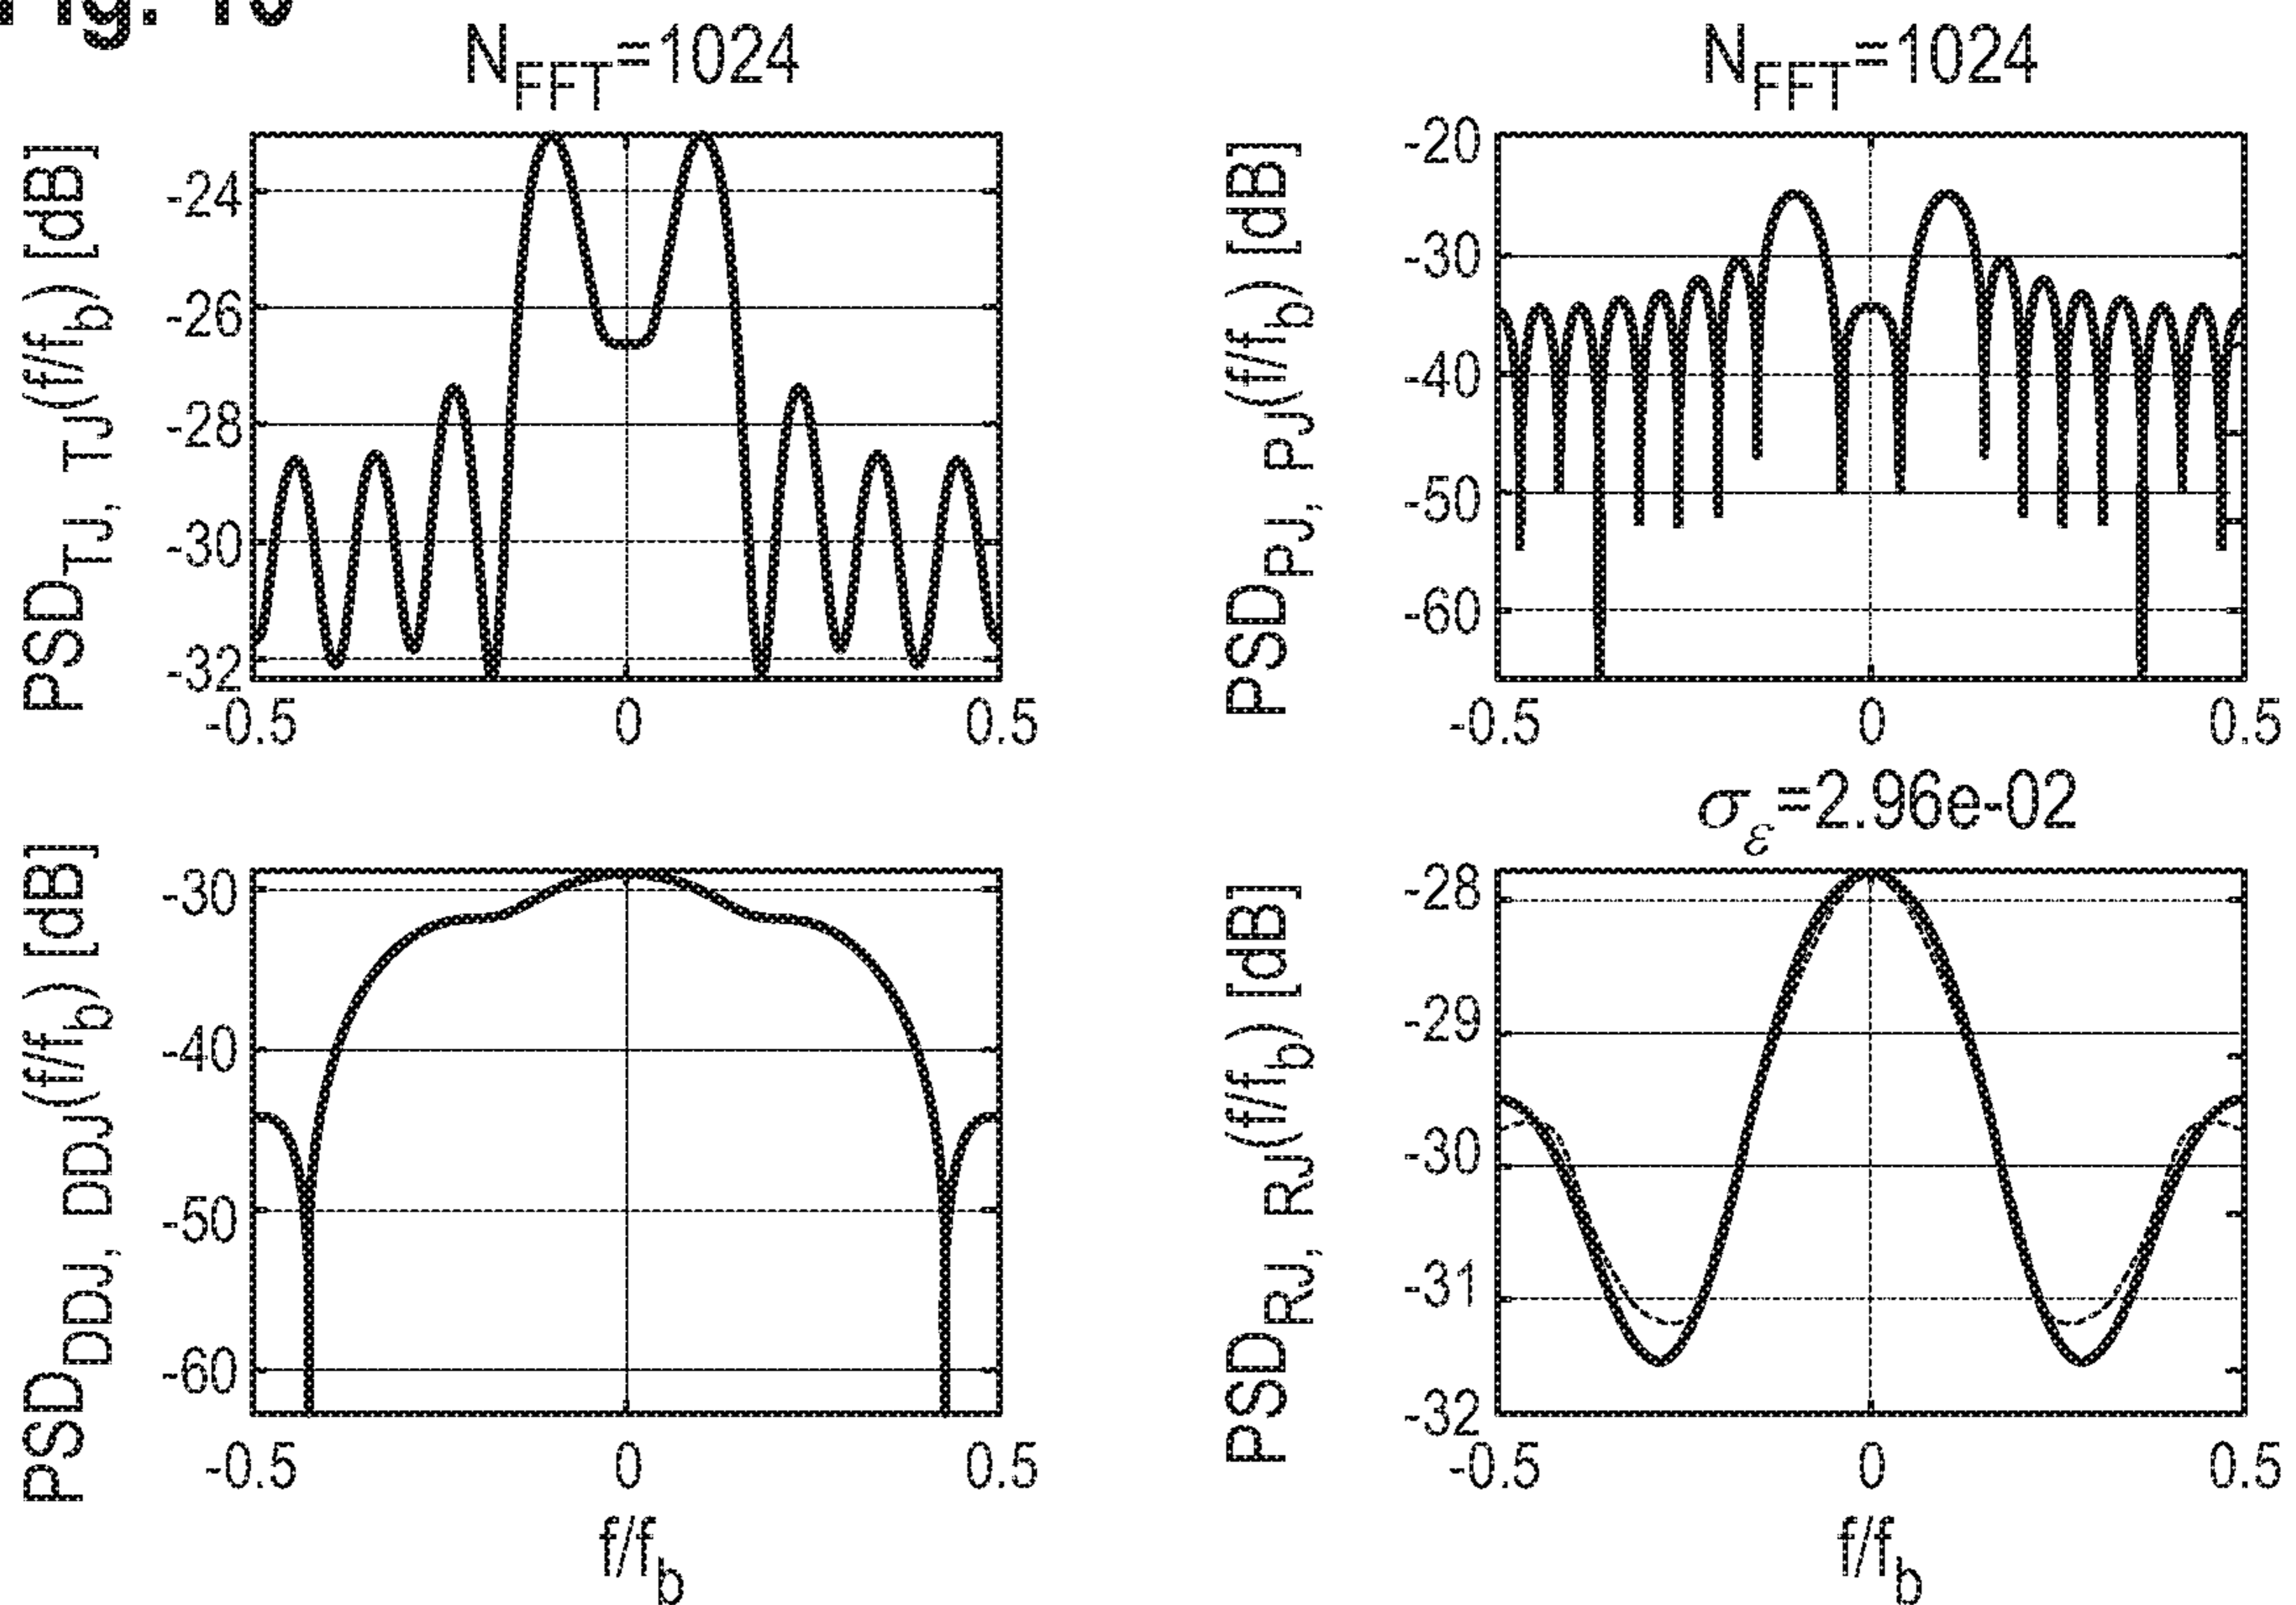 N_FFT=1024
PSD_TJ, TJ(f/f_b) [dB]
-24
-26
-28
-30
-32
-0.5 0 0.5
N_FFT=1024
PSD_PJ, PJ(f/f_b) [dB]
-20
-30
-40
-50
-60
-0.5 0 0.5
PSD_DDJ, DDJ(f/f_b) [dB]
-30
-40
-50
-60
-0.5 0 0.5
f/f_b
σ_ε=2.96e-02
PSD_RJ, RJ(f/f_b) [dB]
-28
-29
-30
-31
-32
-0.5 0 0.5
f/f_b